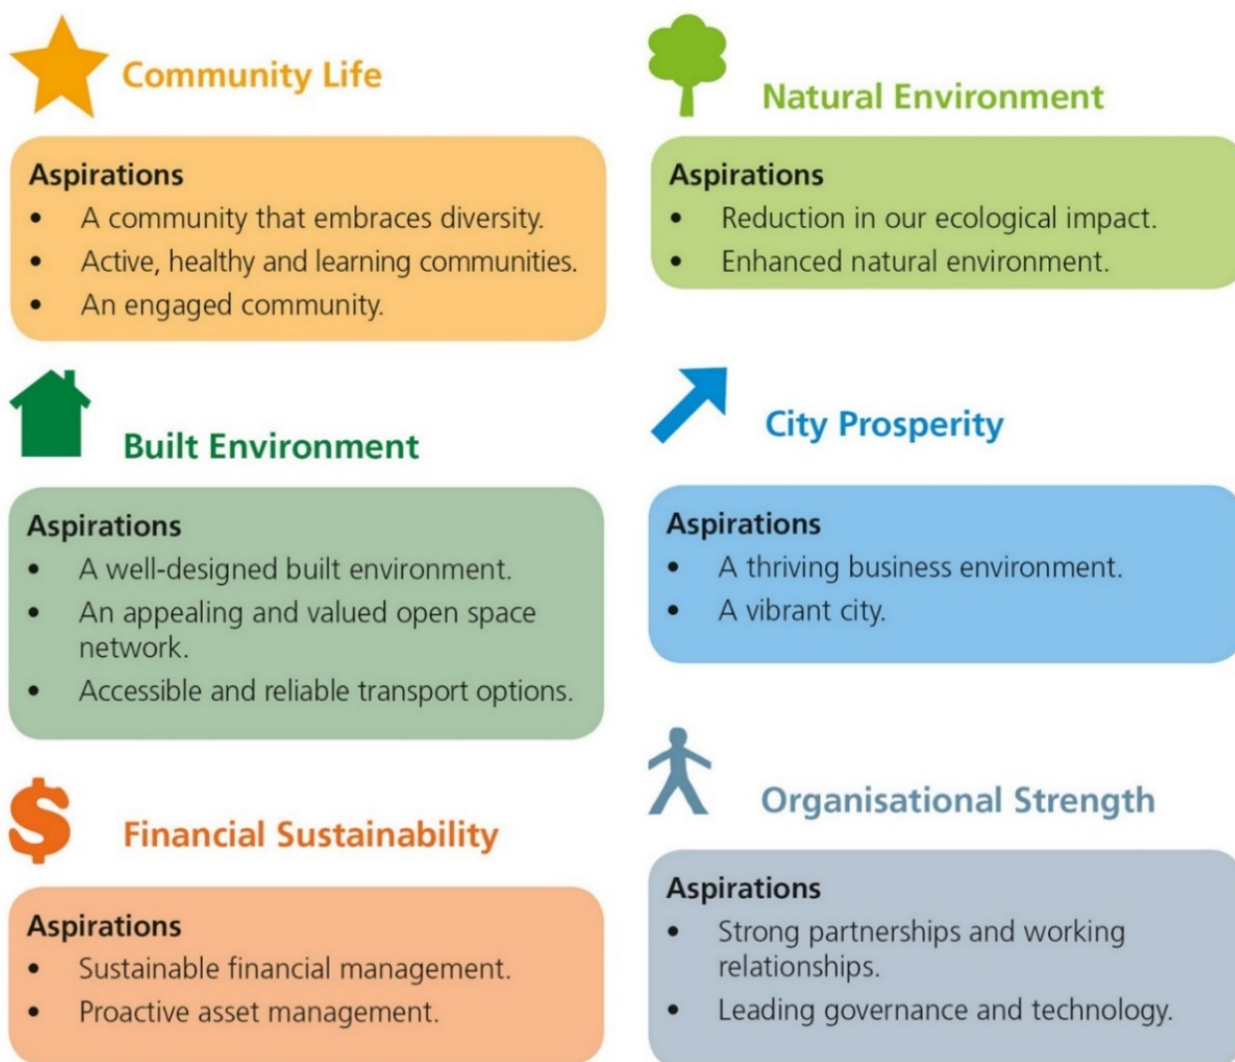 Community Life
Aspirations
• A community that embraces diversity.
• Active, healthy and learning communities.
• An engaged community.
Natural Environment
Aspirations
• Reduction in our ecological impact.
• Enhanced natural environment.
Built Environment
Aspirations
• A well-designed built environment.
• An appealing and valued open space
network.
• Accessible and reliable transport options.
City Prosperity
Aspirations
• A thriving business environment.
• A vibrant city.
$
Financial Sustainability
Aspirations
• Sustainable financial management.
• Proactive asset management.
Organisational Strength
Aspirations
• Strong partnerships and working
relationships.
• Leading governance and technology.